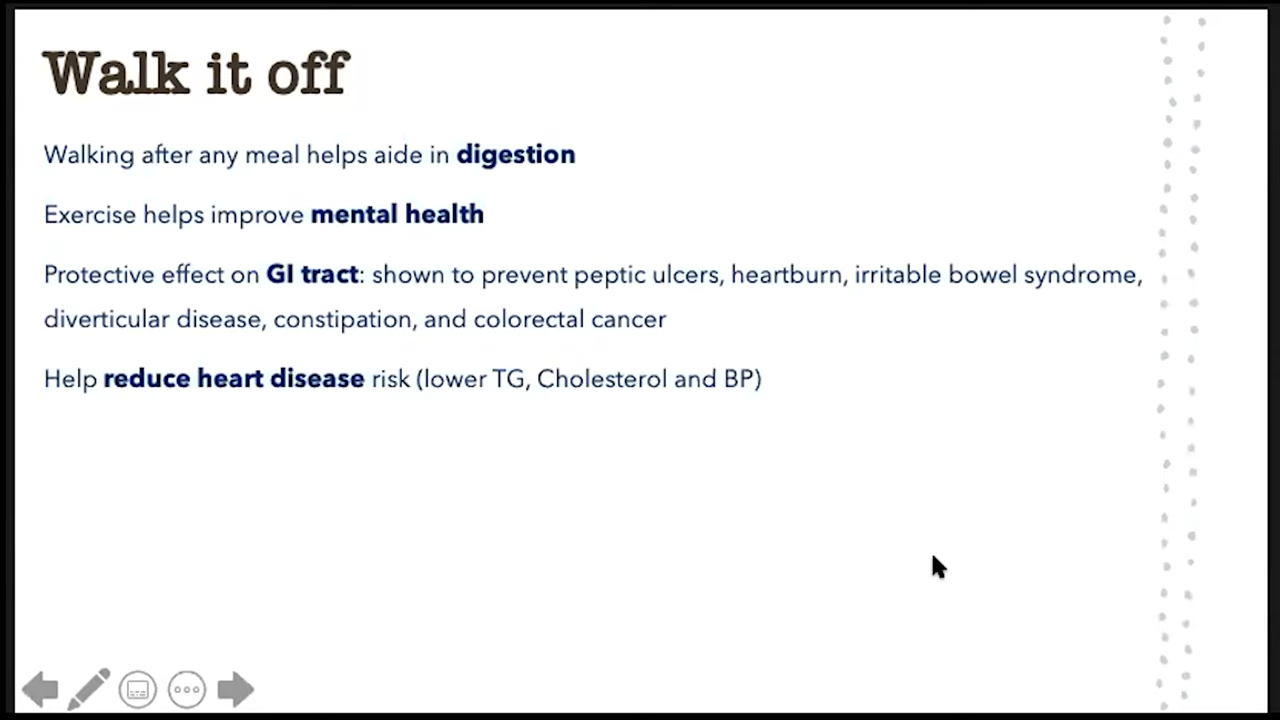 Walk it off
Walking after any meal helps aide in digestion
Exercise helps improve mental health
Protective effect on GI tract: shown to prevent peptic ulcers, heartburn, irritable bowel syndrome,
diverticular disease, constipation, and colorectal cancer
Help reduce heart disease risk (lower TG, Cholesterol and BP)